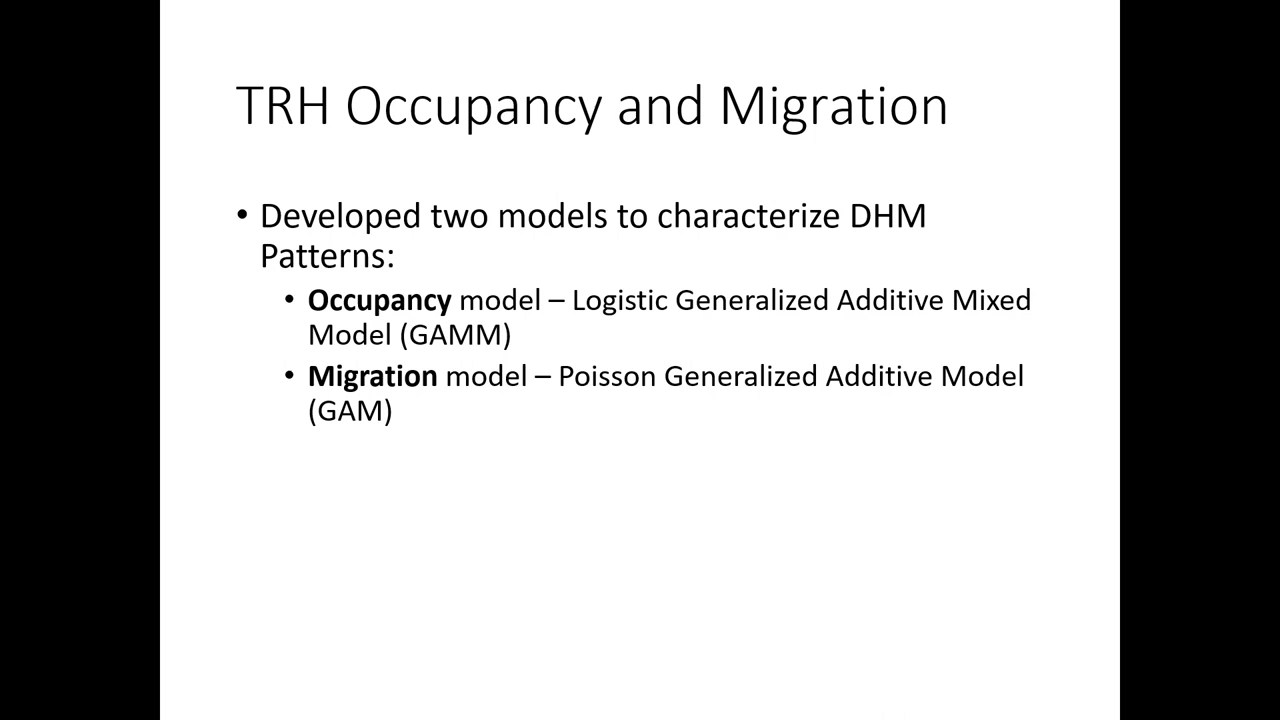 TRH Occupancy and Migration
• Developed two models to characterize DHM
Patterns:
• Occupancy model – Logistic Generalized Additive Mixed
Model (GAMM)
• Migration model – Poisson Generalized Additive Model
(GAM)